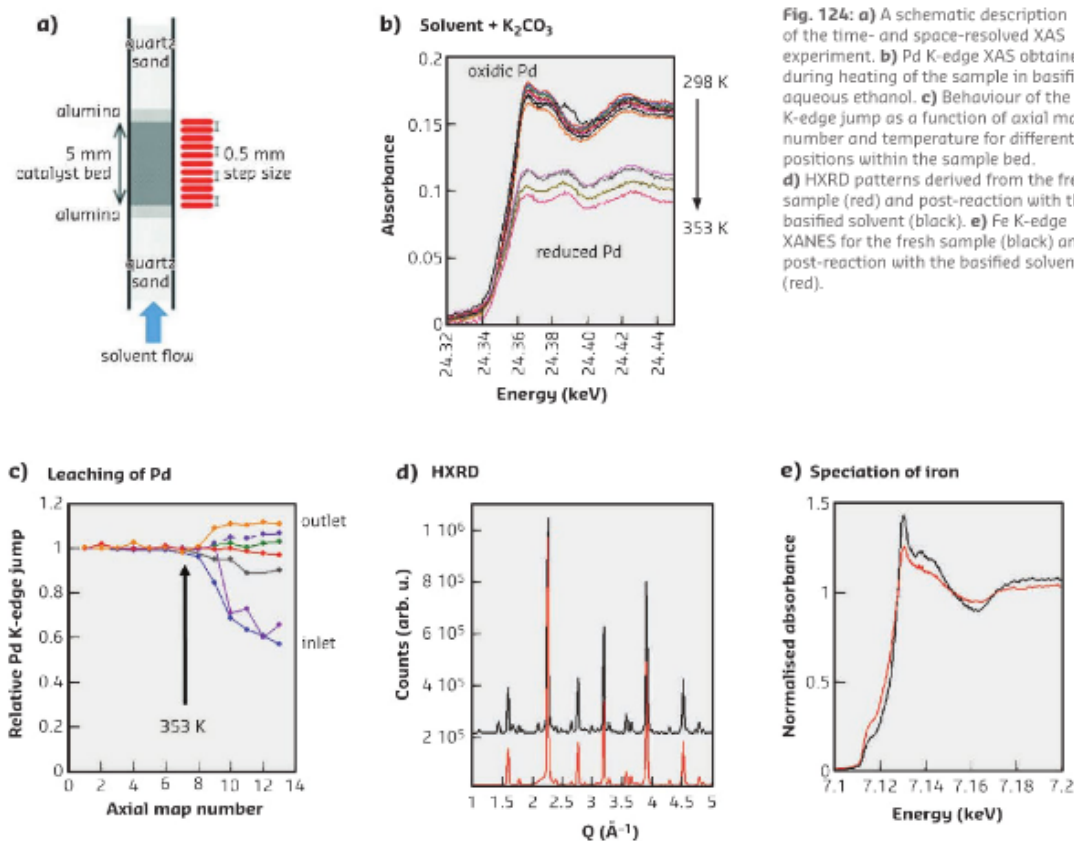 a)
quartz
sand
alumina
5 mm
catalyst bed
0.5 mm
step size
alumina
quartz
sand
solvent flow
b) Solvent + K₂CO₃
oxidic Pd
298 K
353 K
reduced Pd
Absorbance
0.2
0.15
0.1
0.05
0
24.32
24.34
24.36
24.38
24.40
24.42
24.44
Energy (keV)
Fig. 124: a) A schematic description
of the time- and space-resolved XAS
experiment. b) Pd K-edge XAS obtaine
during heating of the sample in basifi
aqueous ethanol. c) Behaviour of the
K-edge jump as a function of axial ma
number and temperature for different
positions within the sample bed.
d) HXRD patterns derived from the fre
sample (red) and post-reaction with th
basified solvent (black). e) Fe K-edge
XANES for the fresh sample (black) an
post-reaction with the basified solven
(red).
c) Leaching of Pd
Relative Pd K-edge jump
1.2
1
0.8
0.6
0.4
0.2
0
outlet
inlet
353 K
0 2 4 6 8 10 12 14
Axial map number
d) HXRD
Counts (arb. u.)
1 10⁶
8 10⁵
6 10⁵
4 10⁵
2 10⁵
1 1.5 2 2.5 3 3.5 4 4.5 5
Q (Å⁻¹)
e) Speciation of iron
Normalised absorbance
1.5
1
0.5
0
7.1 7.12 7.14 7.16 7.18 7.2
Energy (keV)